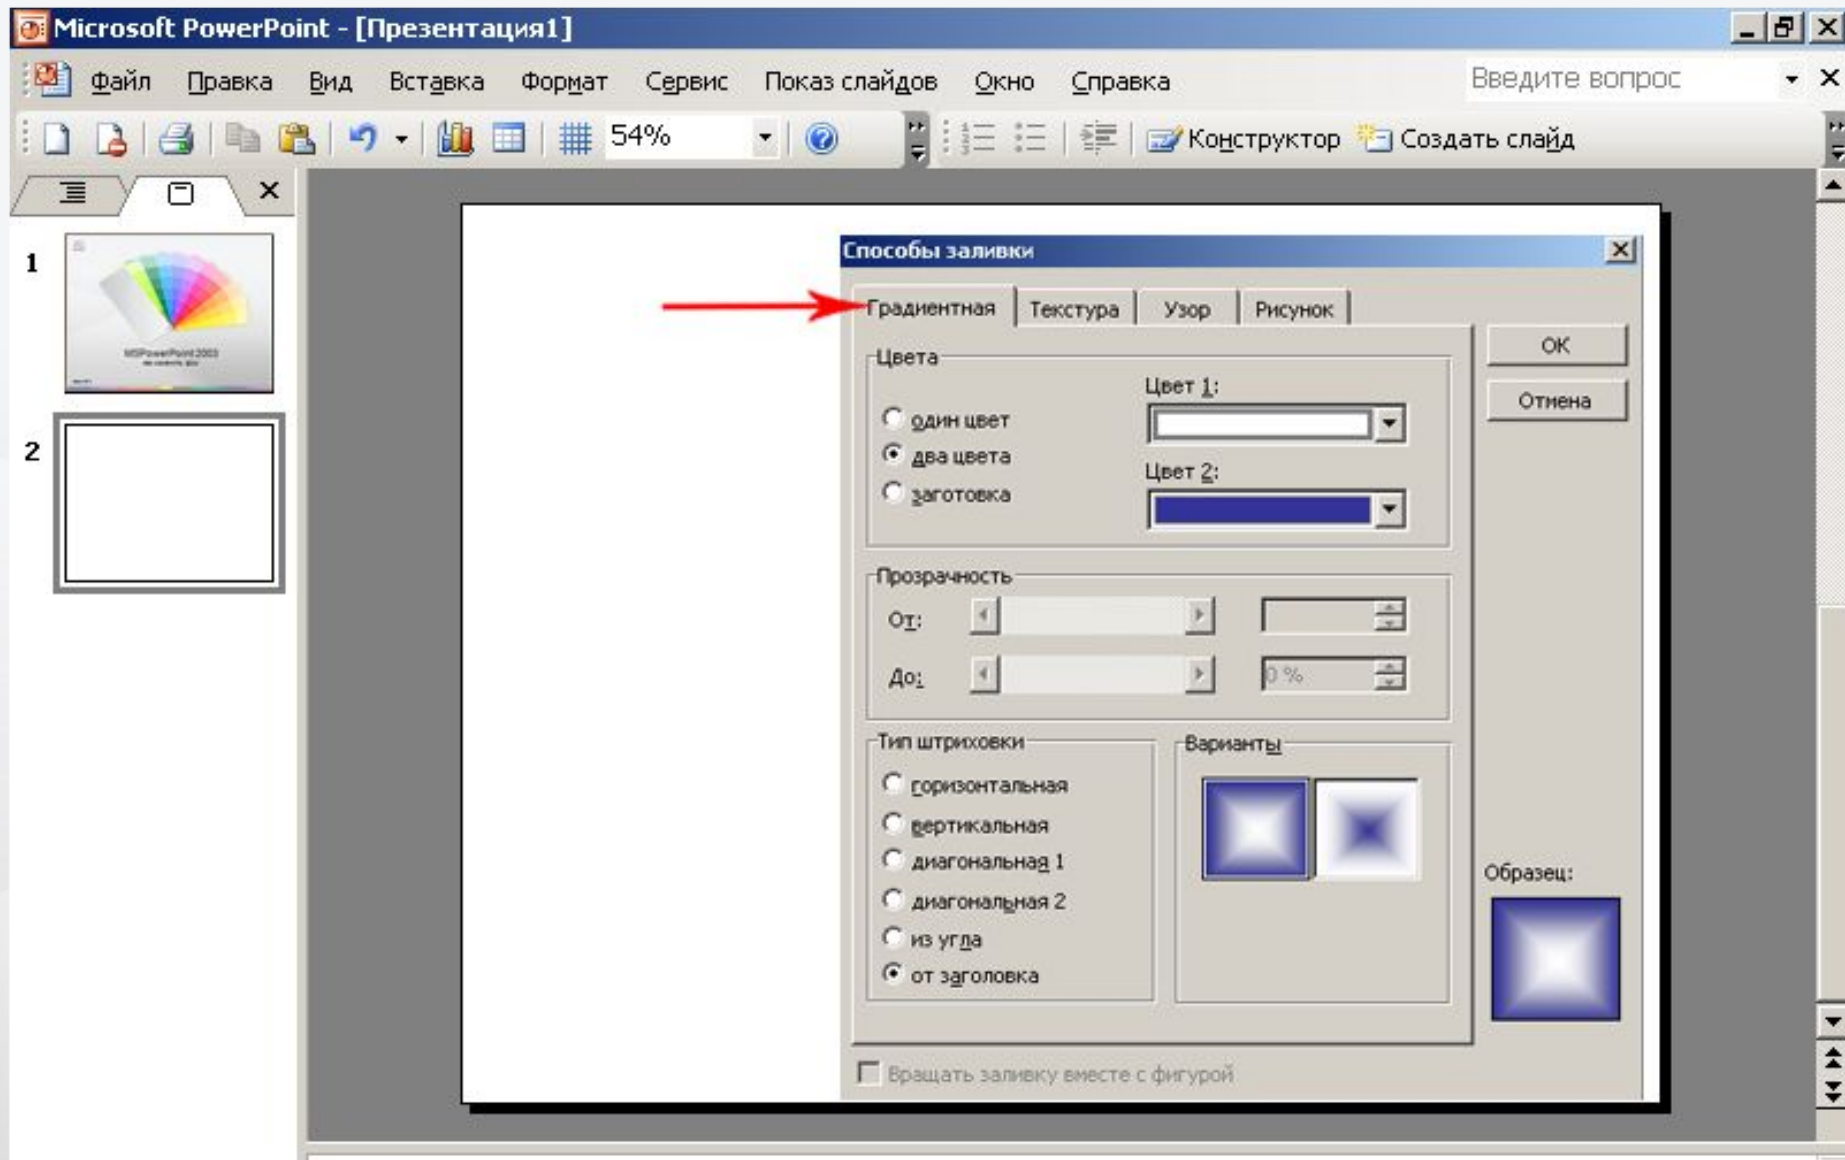 Microsoft PowerPoint - [Презентация1]
Файл Правка Вид Вставка Формат Сервис Показ слайдов Окно Справка Введите вопрос
54% Конструктор Создать слайд
1
MSPowerPoint 2003
2
Способы заливки
Градиентная Текстура Узор Рисунок
ОК
Отмена
Цвета
один цвет
два цвета
заготовка
Цвет 1:
Цвет 2:
Прозрачность
От:
До: 0 %
Тип штриховки
горизонтальная
вертикальная
диагональная 1
диагональная 2
из угла
от заголовка
Варианты
Образец:
Вращать заливку вместе с фигурой